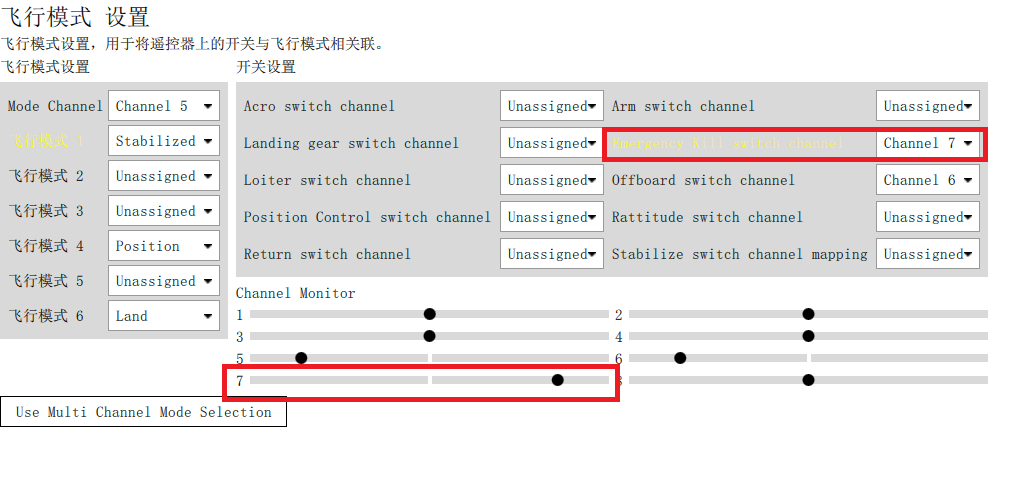 飞行模式 设置
飞行模式设置，用于将遥控器上的开关与飞行模式相关联。
飞行模式设置
开关设置
Mode Channel Channel 5
飞行模式 1 Stabilized
飞行模式 2 Unassigned
飞行模式 3 Unassigned
飞行模式 4 Position
飞行模式 5 Unassigned
飞行模式 6 Land
Acro switch channel Unassigned Arm switch channel Unassigned
Landing gear switch channel Unassigned Emergency Kill switch channel Channel 7
Loiter switch channel Unassigned Offboard switch channel Channel 6
Position Control switch channel Unassigned Rattitude switch channel Unassigned
Return switch channel Unassigned Stabilize switch channel mapping Unassigned
Channel Monitor
1 2
3 4
5 6
7 8
Use Multi Channel Mode Selection